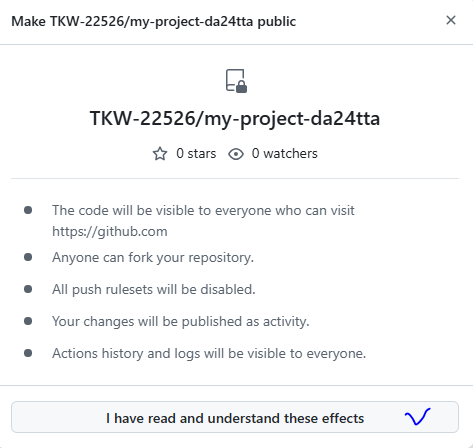 Make TKW-22526/my-project-da24tta public
TKW-22526/my-project-da24tta
0 stars 0 watchers
The code will be visible to everyone who can visit
https://github.com
Anyone can fork your repository.
All push rulesets will be disabled.
Your changes will be published as activity.
Actions history and logs will be visible to everyone.
I have read and understand these effects